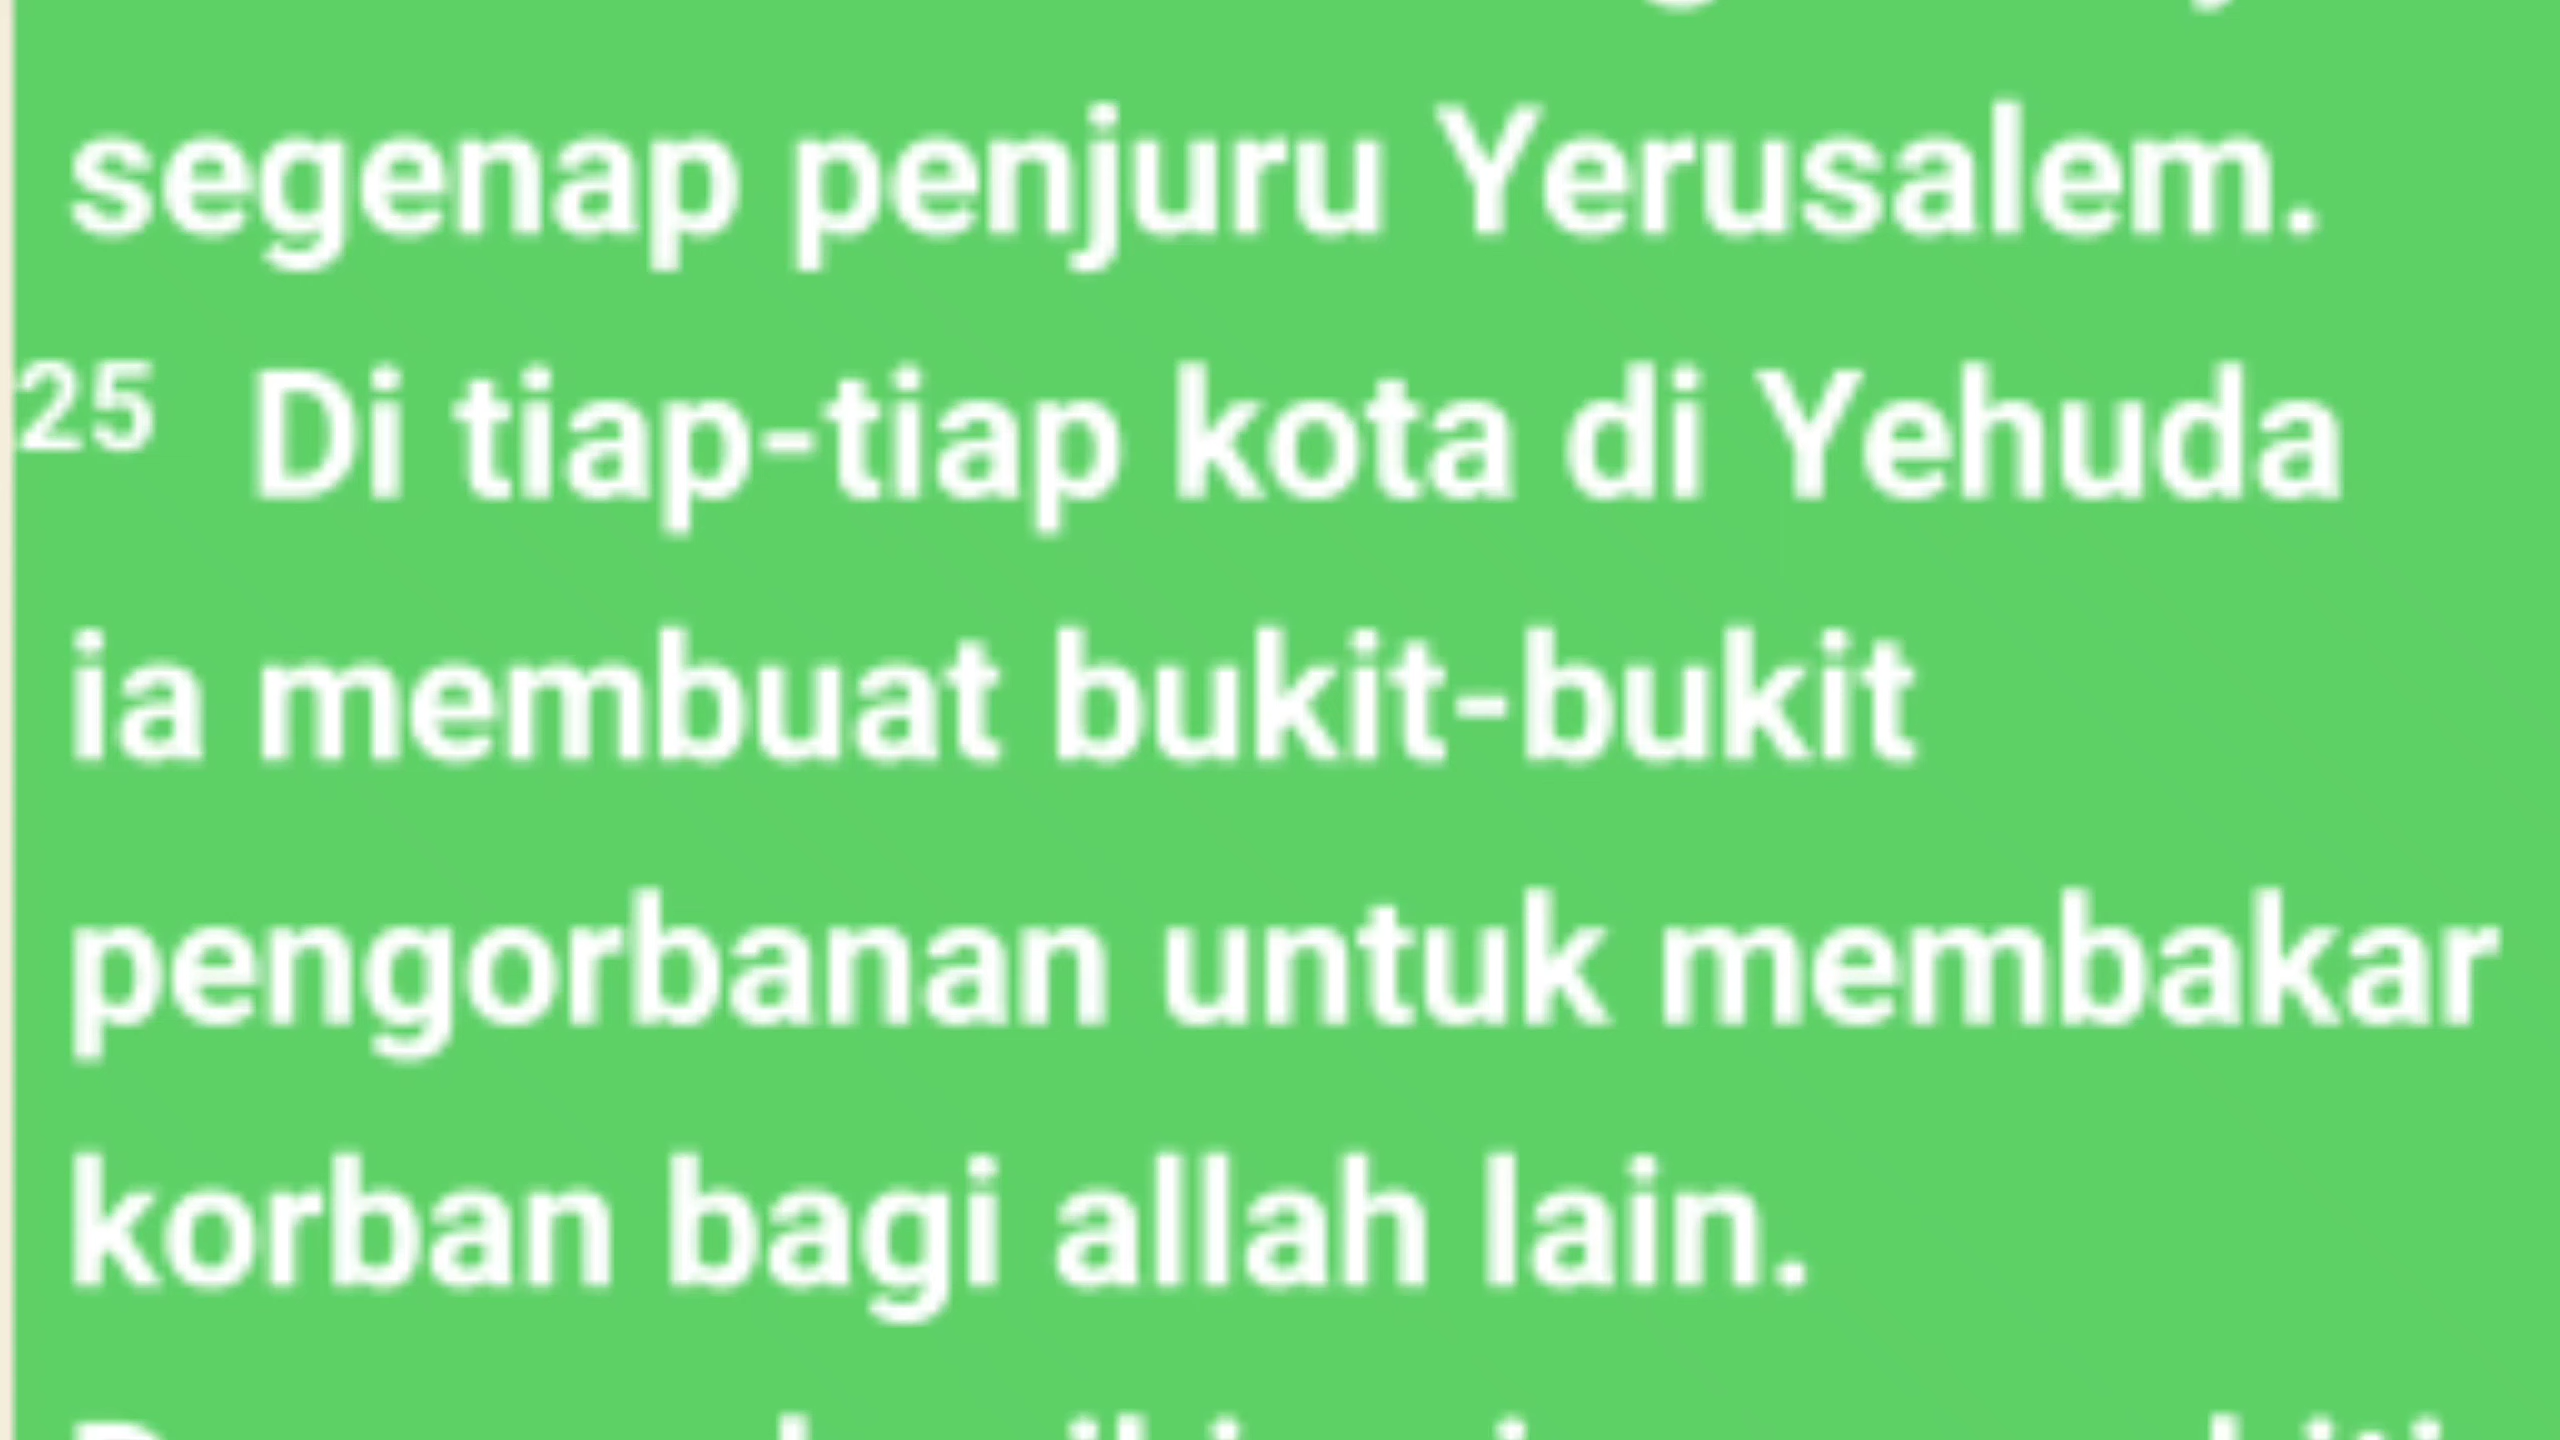 segenap penjuru Yerusalem.
25 Di tiap-tiap kota di Yehuda
ia membuat bukit-bukit
pengorbanan untuk membakar
korban bagi allah lain.